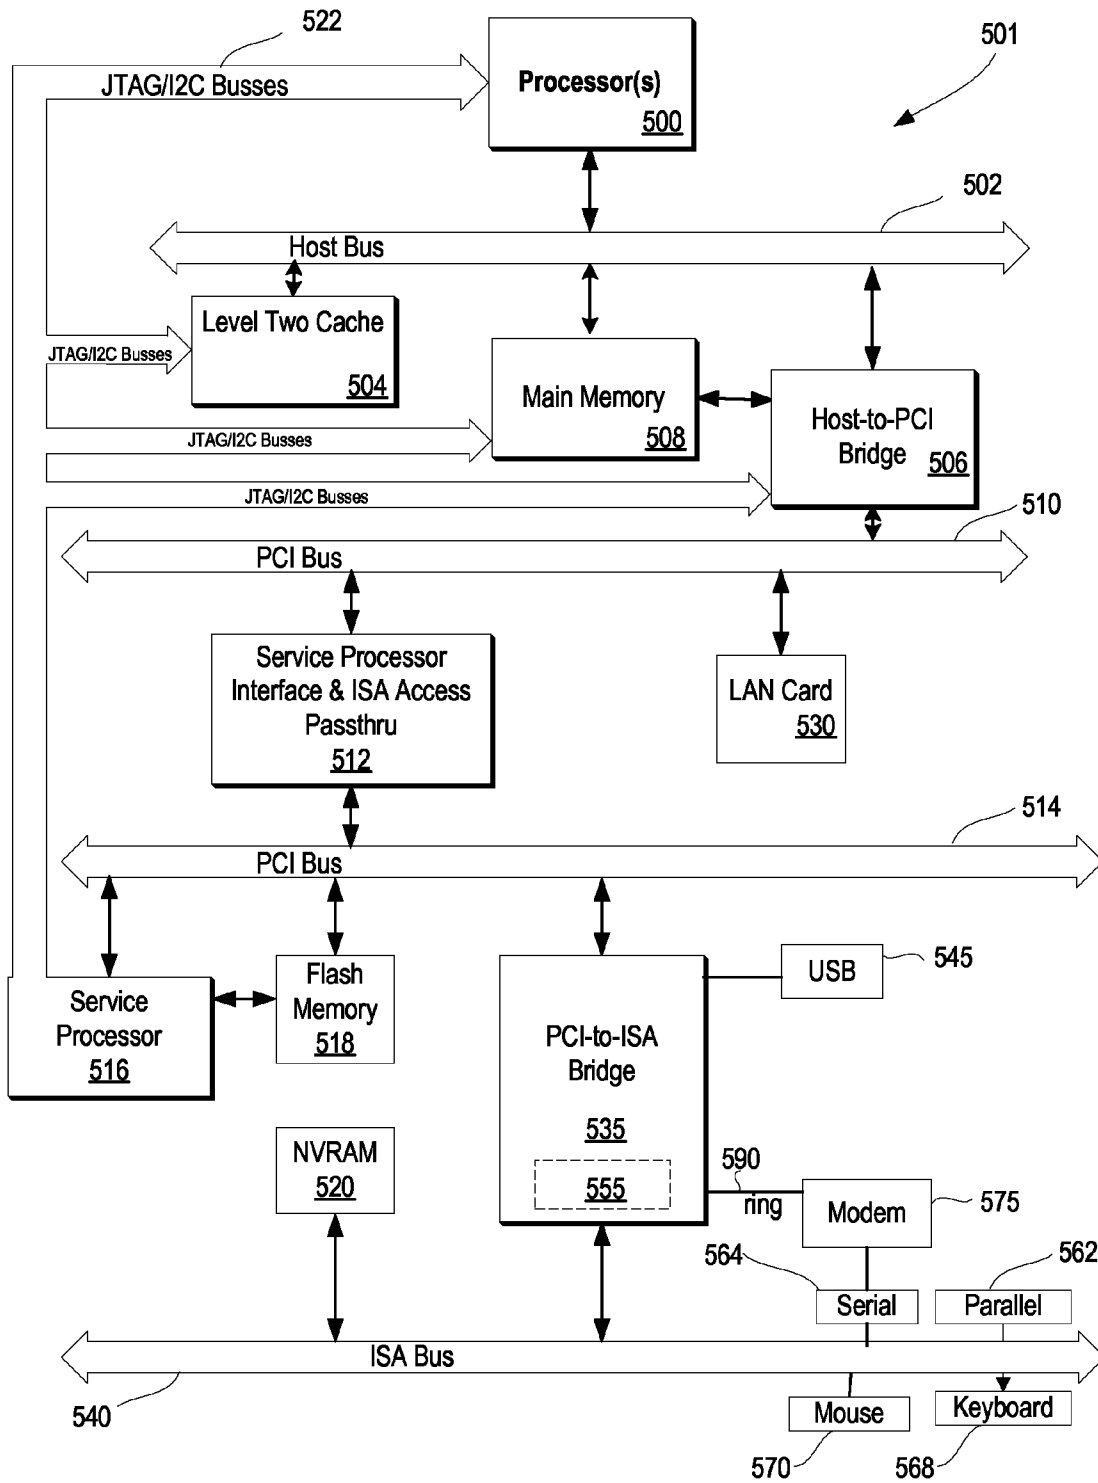 522
JTAG/I2C Busses
Processor(s)
500
501
502
Host Bus
Level Two Cache
504
JTAG/I2C Busses
Main Memory
508
Host-to-PCI
Bridge
506
JTAG/I2C Busses
JTAG/I2C Busses
510
PCI Bus
Service Processor
Interface & ISA Access
Passthru
512
LAN Card
530
514
PCI Bus
Service
Processor
516
Flash
Memory
518
PCI-to-ISA
Bridge
535
555
USB
545
NVRAM
520
590
ring
Modem
575
564
Serial
562
Parallel
ISA Bus
540
Mouse
570
Keyboard
568